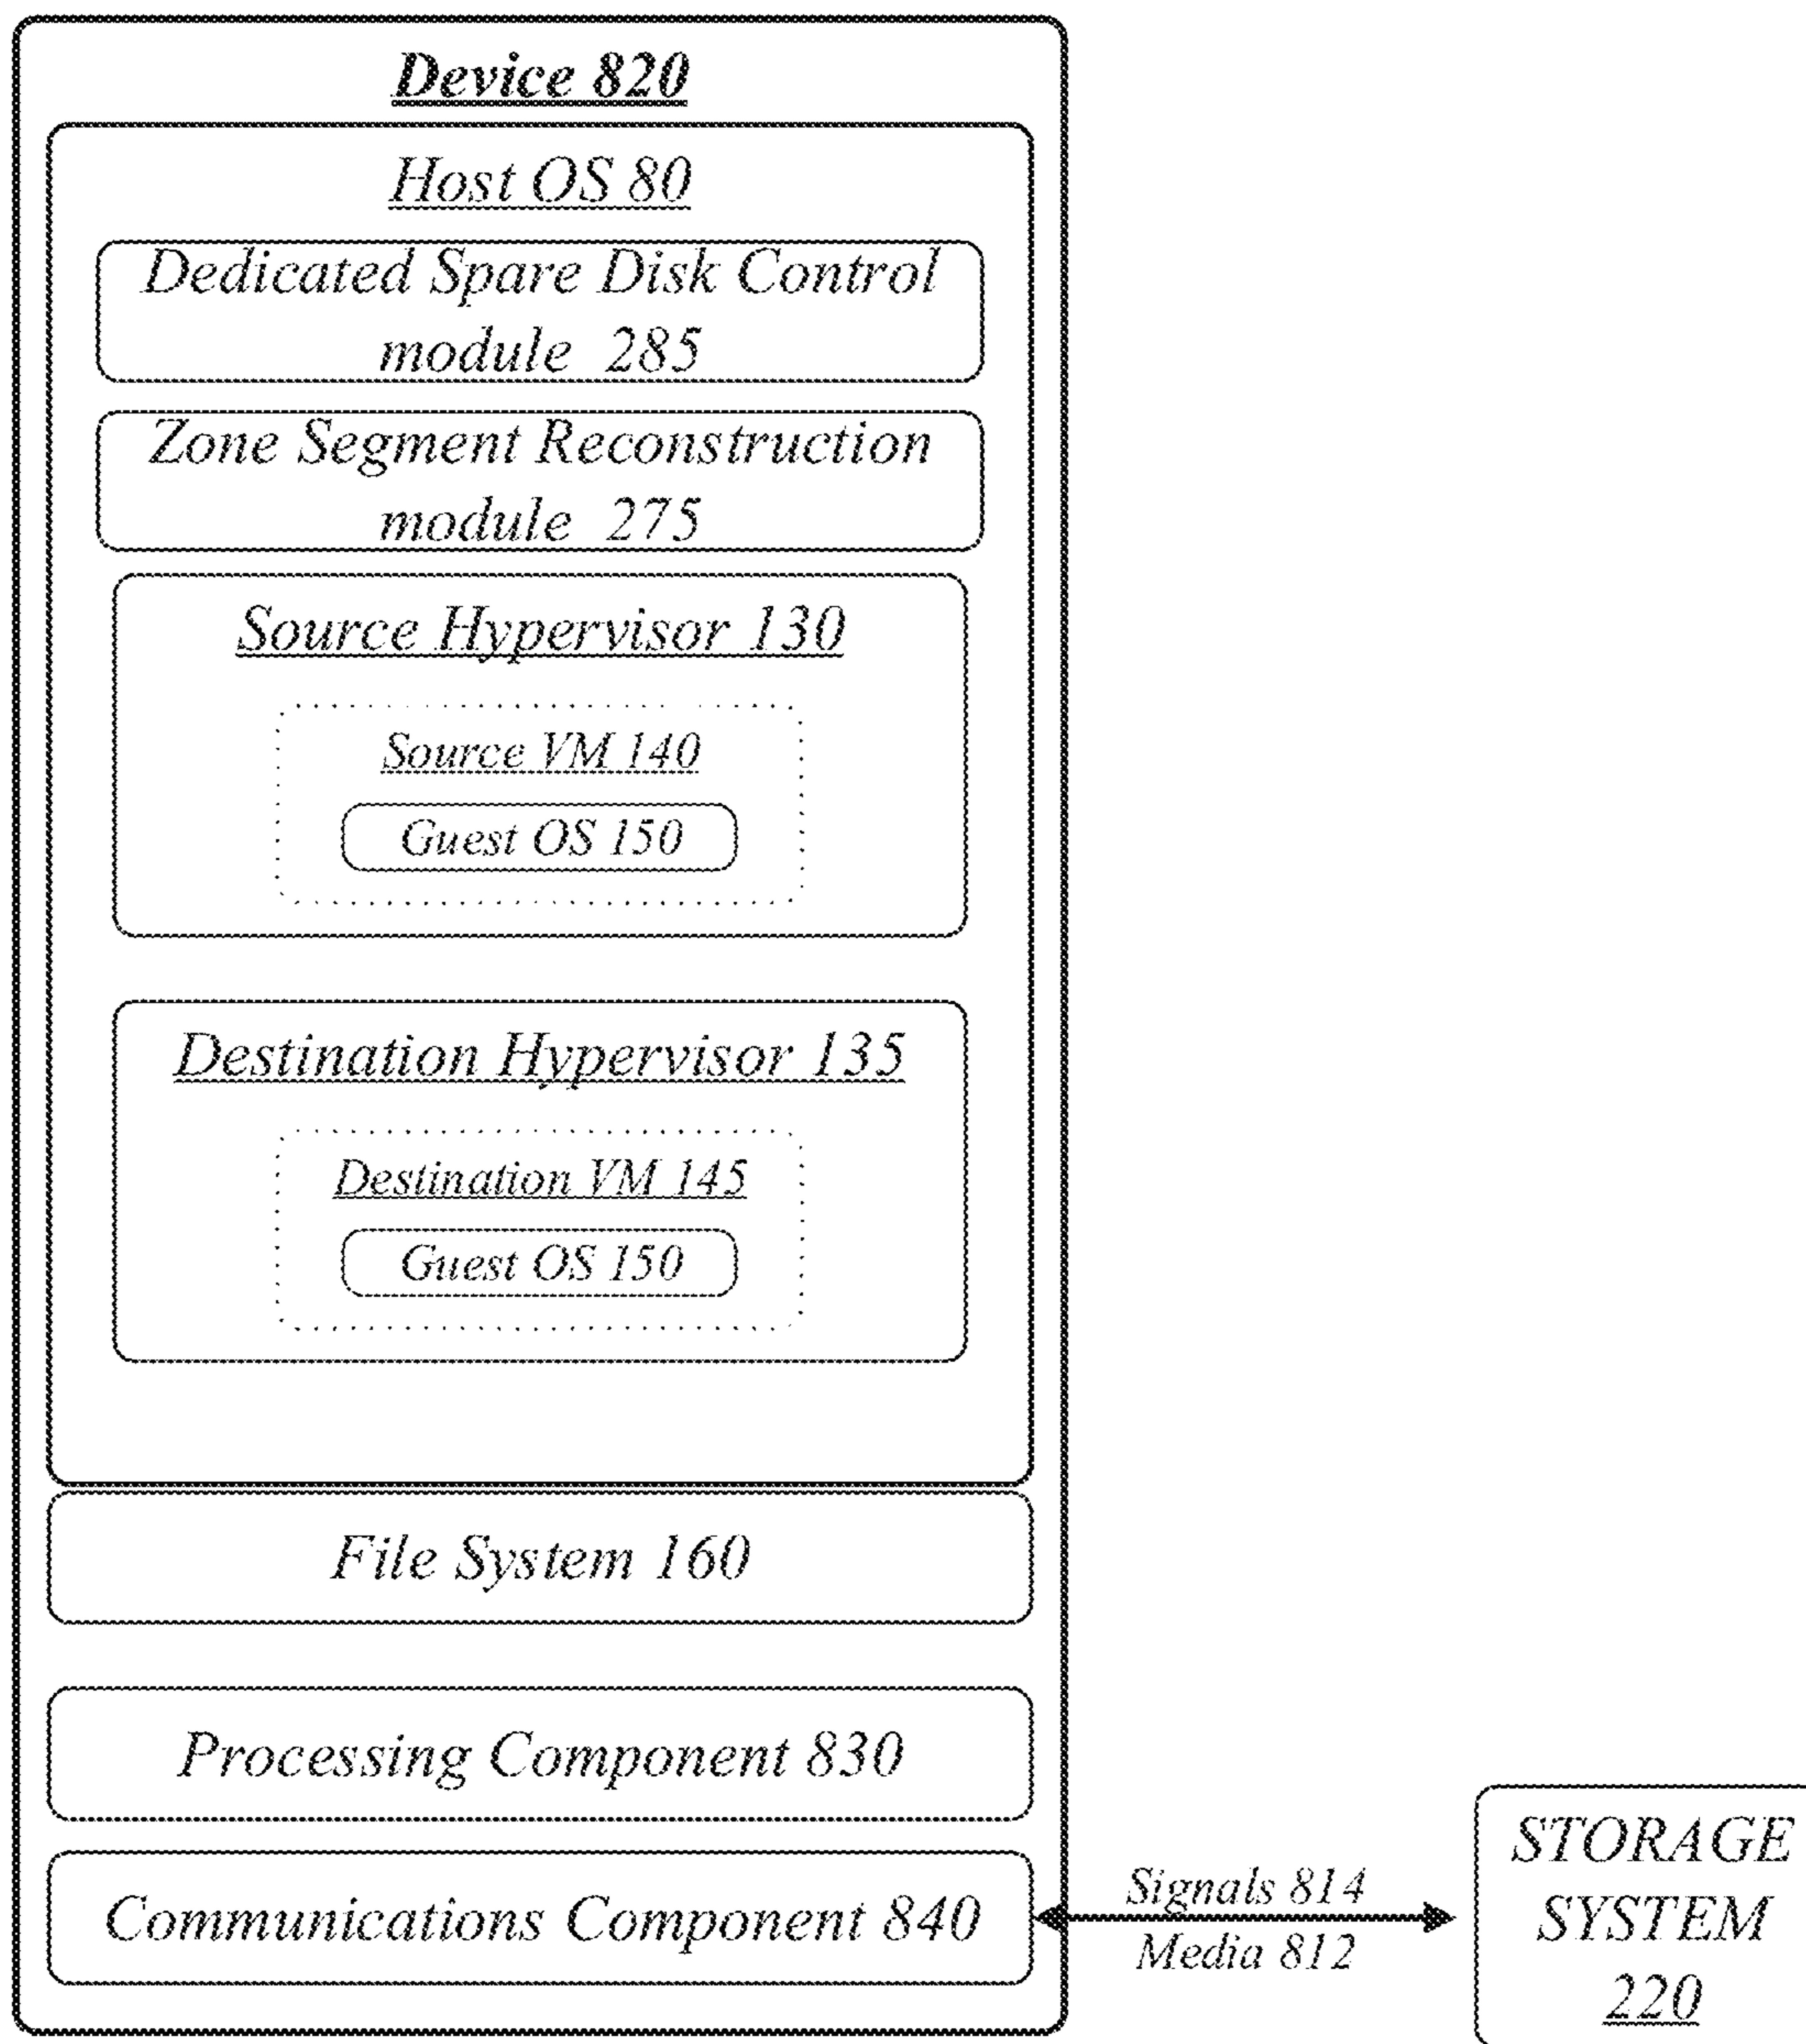 Device 820
Host OS 80
Dedicated Spare Disk Control
module 285
Zone Segment Reconstruction
module 275
Source Hypervisor 130
Source VM 140
Guest OS 150
Destination Hypervisor 135
Destination VM 145
Guest OS 150
File System 160
Processing Component 830
Communications Component 840
Signals 814
Media 812
STORAGE
SYSTEM
220